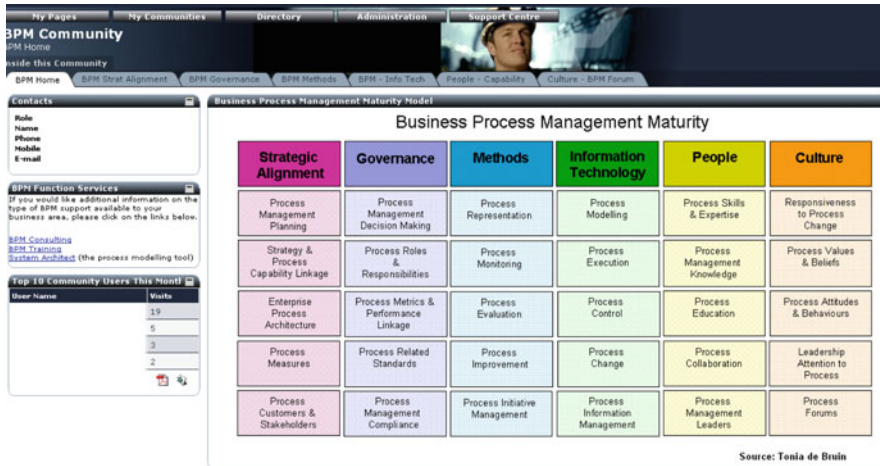 My Pages
My Communities
Directory
Administration
Support Centre
BPM Community
BPM Home
nside this Community
BPM Home
BPM Strat Alignment
BPM Governance
BPM Methods
BPM - Info Tech
People - Capability
Culture - BPM Forum
Contacts
Role
Name
Phone
Mobile
E-mail
BPM Function Services
If you would like additional information on the
type of BPM support available to your
business area, please click on the links below.
BPM Consulting
BPM Training
System Architect (the process modelling tool)
Top 10 Community Users This Month
User Name
Visits
19
5
3
2
Business Process Management Maturity Model
Business Process Management Maturity
Strategic
Alignment
Governance
Methods
Information
Technology
People
Culture
Process
Management
Planning
Process
Management
Decision Making
Process
Representation
Process
Modelling
Process Skills
& Expertise
Responsiveness
to Process
Change
Strategy &
Process
Capability Linkage
Process Roles
&
Responsibilities
Process
Monitoring
Process
Execution
Process
Management
Knowledge
Process Values
& Beliefs
Enterprise
Process
Architecture
Process Metrics &
Performance
Linkage
Process
Evaluation
Process
Control
Process
Education
Process Attitudes
& Behaviours
Process
Measures
Process Related
Standards
Process
Improvement
Process
Change
Process
Collaboration
Leadership
Attention to
Process
Process
Customers &
Stakeholders
Process
Management
Compliance
Process Initiative
Management
Process
Information
Management
Process
Management
Leaders
Process
Forums
Source: Tonia de Bruin